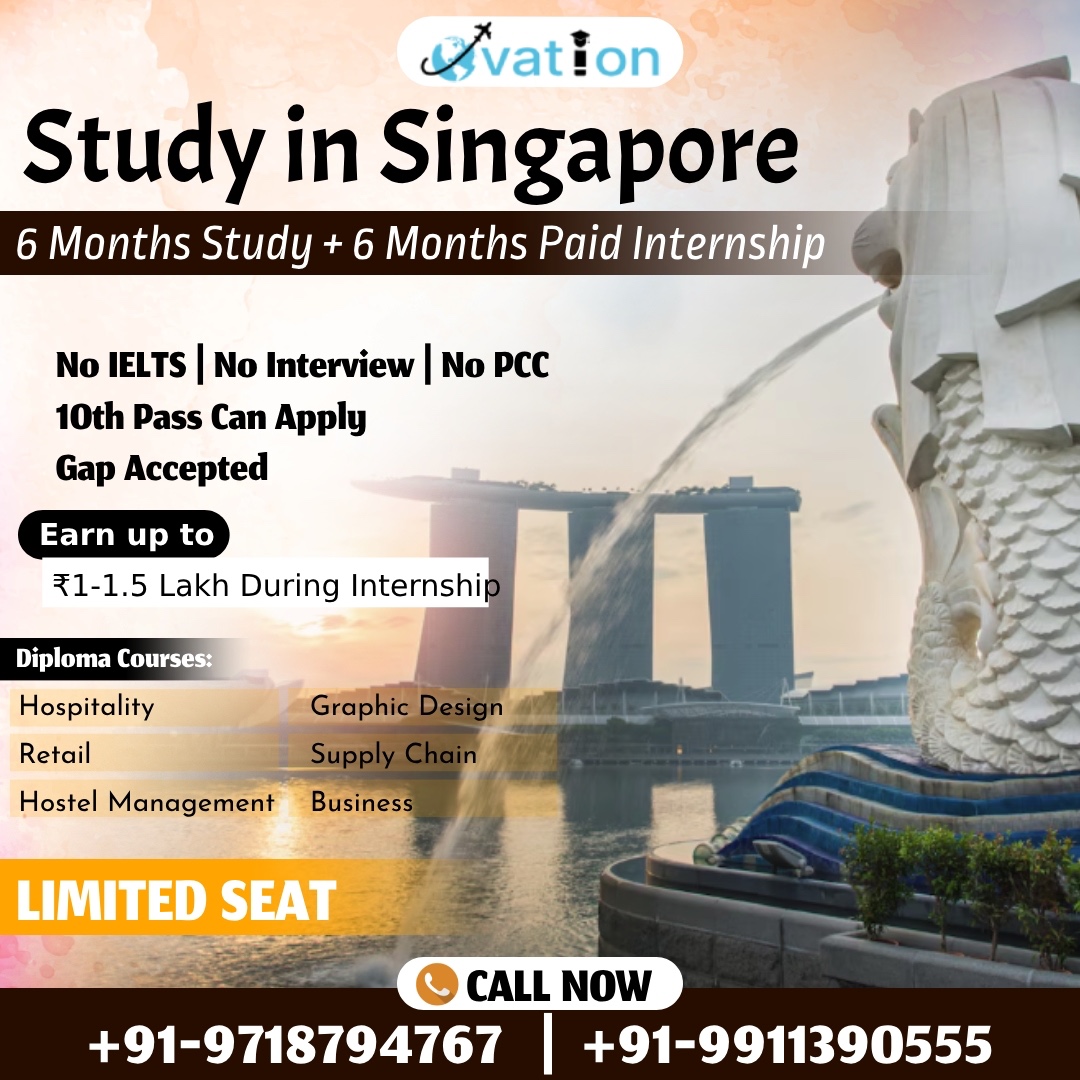 Ovation
Study in Singapore
6 Months Study + 6 Months Paid Internship
No IELTS | No Interview | No PCC
10th Pass Can Apply
Gap Accepted
Earn up to
₹1-1.5 Lakh During Internship
Diploma Courses:
Hospitality
Graphic Design
Retail
Supply Chain
Hostel Management
Business
LIMITED SEAT
CALL NOW
+91-9718794767 | +91-9911390555